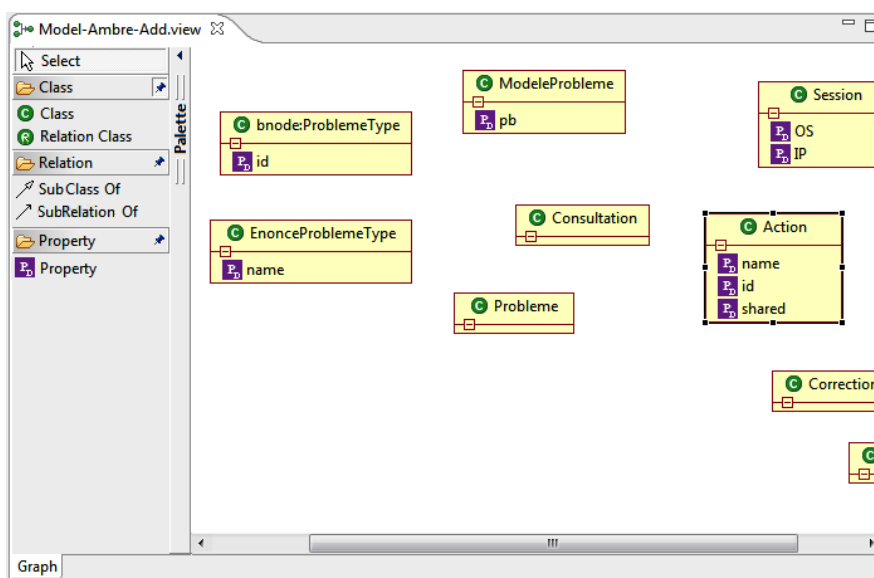 Model-Ambre-Add.view
Select
Class
Class
Relation Class
Relation
SubClass Of
SubRelation Of
Property
Property
Palette
bnode:ProblemeType
id
EnonceProblemeType
name
ModeleProbleme
pb
Consultation
Probleme
Session
OS
IP
Action
name
id
shared
Correction
Graph